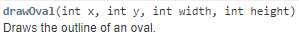 drawOval(int x, int y, int width, int height)
Draws the outline of an oval.